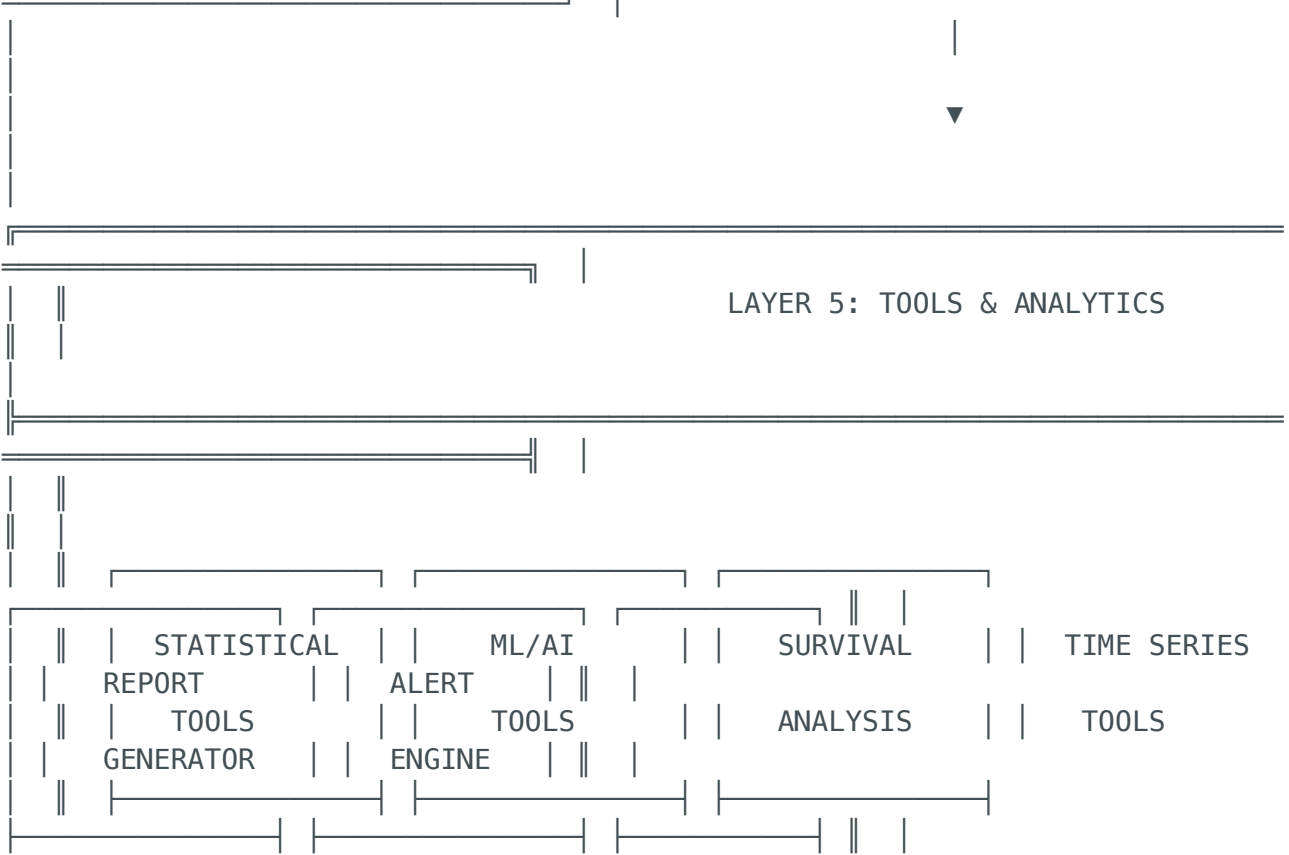 LAYER 5: TOOLS & ANALYTICS
STATISTICAL ML/AI SURVIVAL TIME SERIES
REPORT ALERT
TOOLS TOOLS ANALYSIS TOOLS
GENERATOR ENGINE